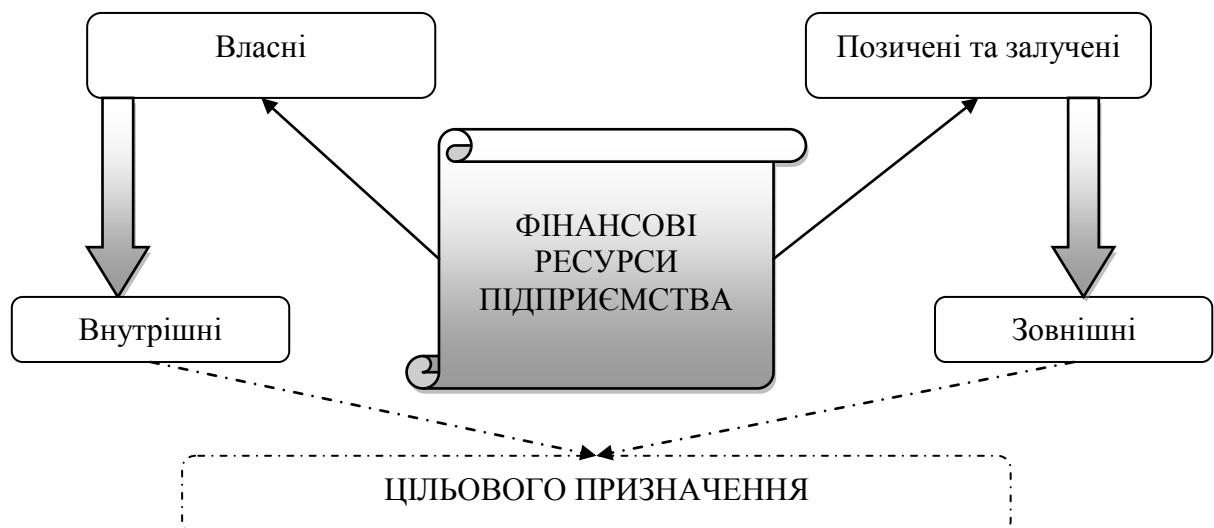 Власні
Позичені та залучені
ФІНАНСОВІ
РЕСУРСИ
ПІДПРИЄМСТВА
Внутрішні
Зовнішні
ЦІЛЬОВОГО ПРИЗНАЧЕННЯ